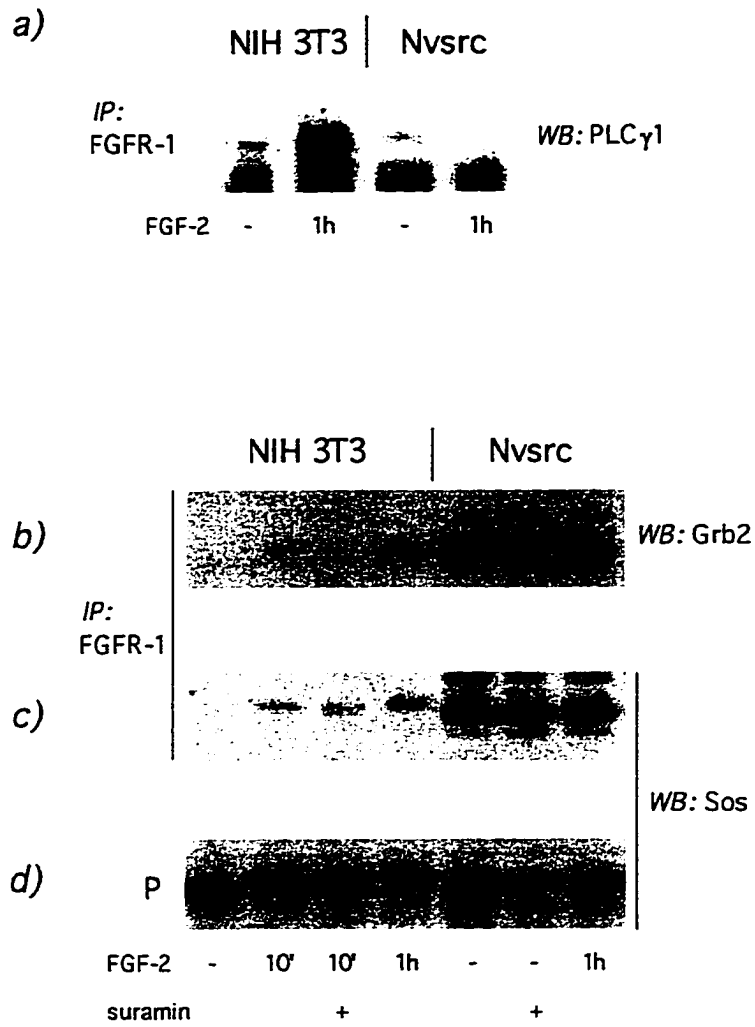 a)
NIH 3T3 Nvsrc
IP:
FGFR-1
WB: PLCγ1
FGF-2 - 1h - 1h
NIH 3T3 Nvsrc
b)
WB: Grb2
IP:
FGFR-1
c)
WB: Sos
d) P
FGF-2 - 10' 10' 1h - - 1h
suramin + +